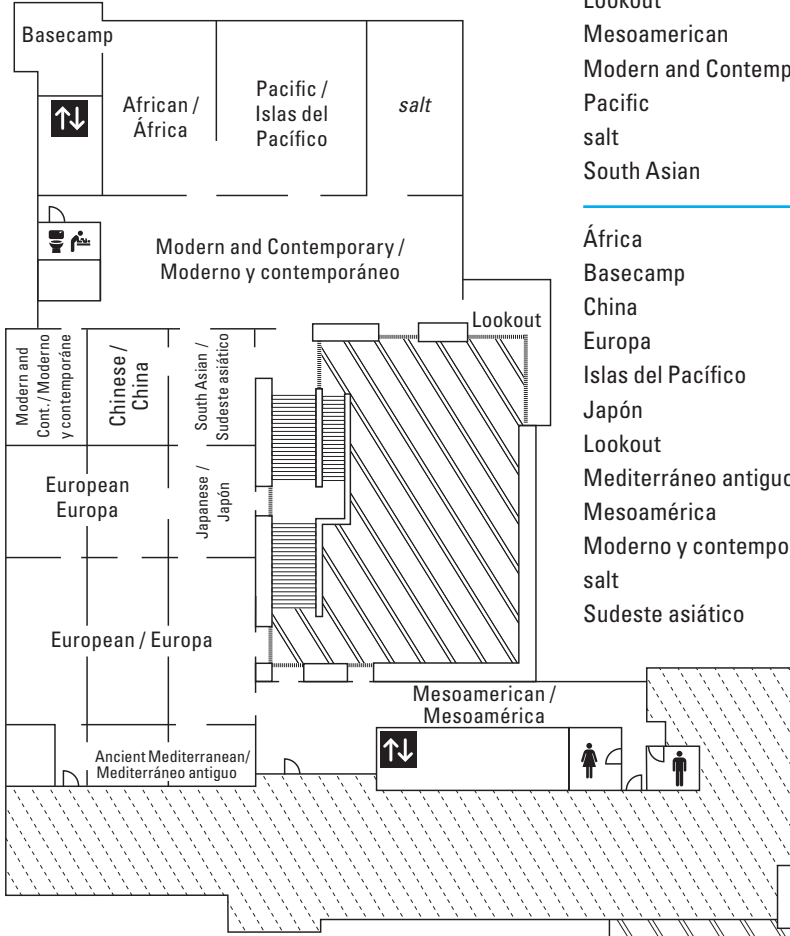 Basecamp
African /
África
Pacific /
Islas del
Pacífico
salt
Modern and Contemporary /
Moderno y contemporáneo
Lookout
Modern and
Cont. / Moderno
y contemporáne
Chinese /
China
South Asian /
Sudeste asiático
European
Europa
Japanese /
Japón
European / Europa
Mesoamerican /
Mesoamérica
Ancient Mediterranean/
Mediterráneo antiguo
Lookout
Mesoamerican
Modern and Contemp
Pacific
salt
South Asian
África
Basecamp
China
Europa
Islas del Pacífico
Japón
Lookout
Mediterráneo antiguo
Mesoamérica
Moderno y contempo
salt
Sudeste asiático